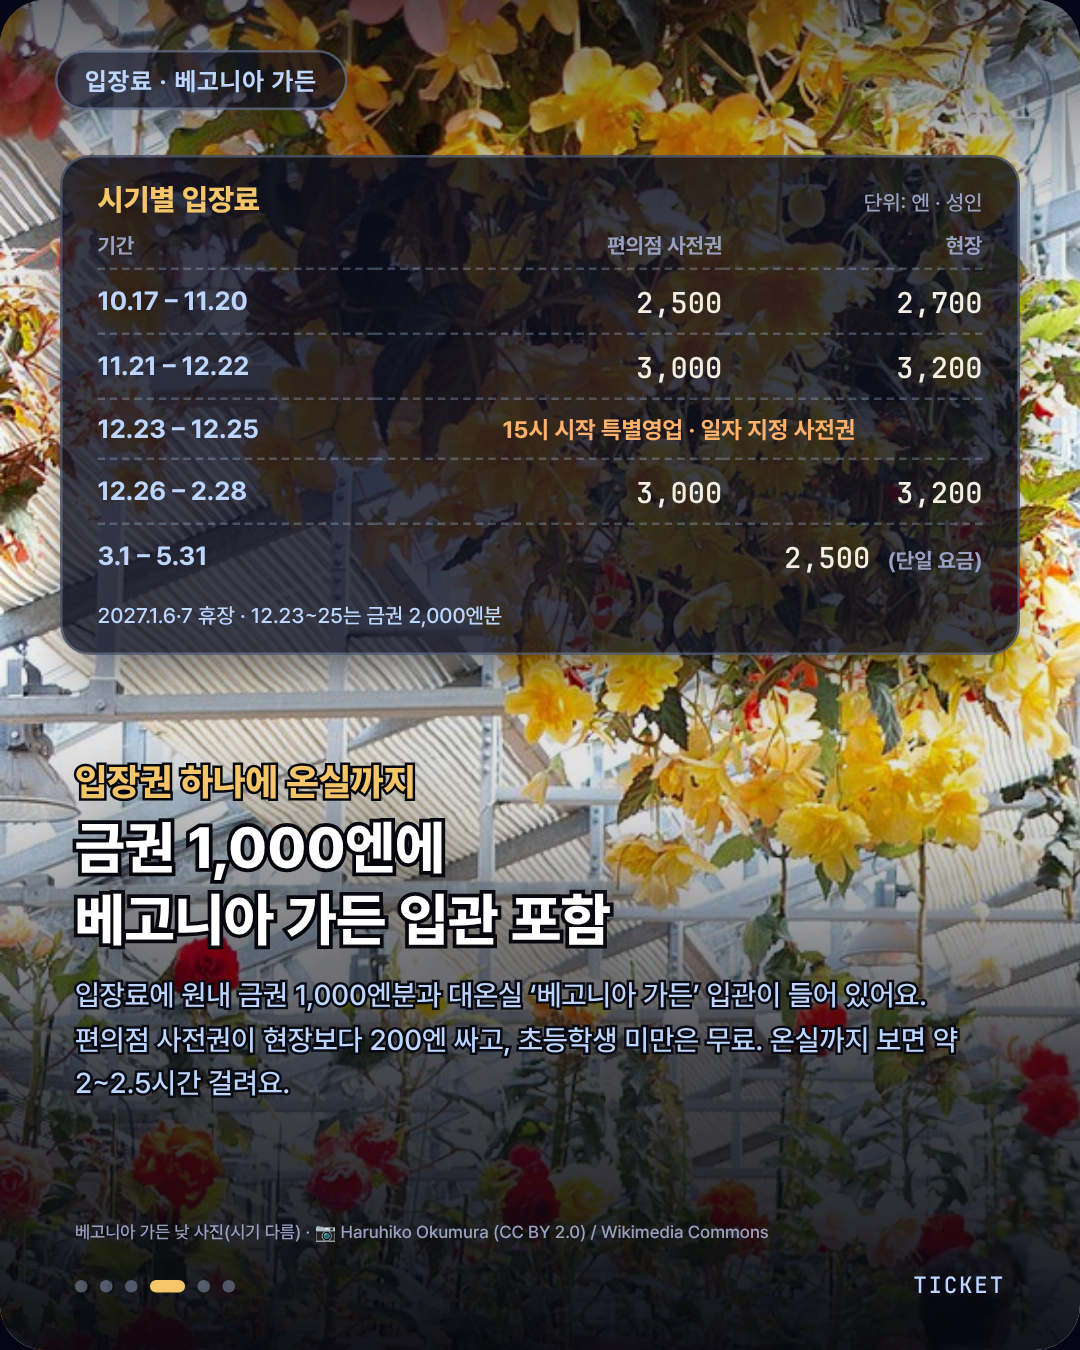 입장료 · 베고니아 가든
시기별 입장료
단위: 엔 · 성인
기간 편의점 사전권 현장
10.17 – 11.20 2,500 2,700
11.21 – 12.22 3,000 3,200
12.23 – 12.25 15시 시작 특별영업 · 일자 지정 사전권
12.26 – 2.28 3,000 3,200
3.1 – 5.31 2,500 (단일 요금)
2027.1.6·7 휴장 · 12.23~25는 금권 2,000엔분
입장권 하나에 온실까지
금권 1,000엔에
베고니아 가든 입관 포함
입장료에 원내 금권 1,000엔분과 대온실 ‘베고니아 가든’ 입관이 들어 있어요.
편의점 사전권이 현장보다 200엔 싸고, 초등학생 미만은 무료. 온실까지 보면 약
2~2.5시간 걸려요.
베고니아 가든 낮 사진(시기 다름) · 📷 Haruhiko Okumura (CC BY 2.0) / Wikimedia Commons
TICKET